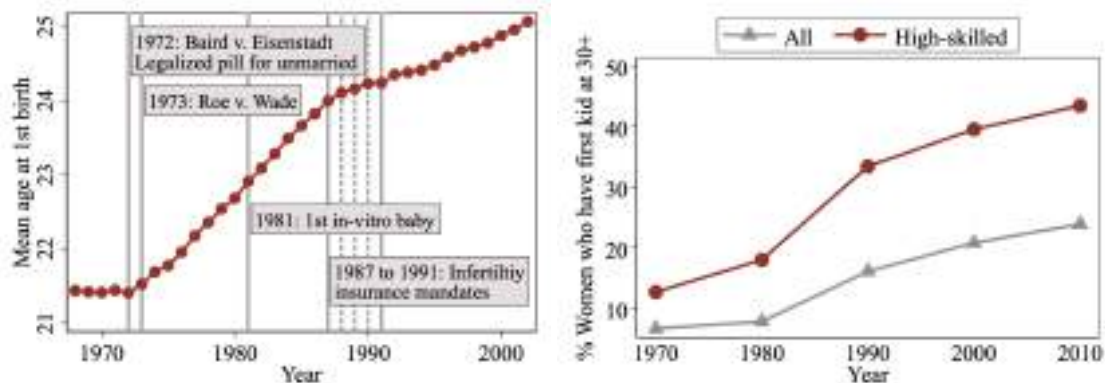 Mean age at 1st birth
25
24
23
22
21
1972: Baird v. Eisenstadt
Legalized pill for unmarried
1973: Roe v. Wade
1981: 1st in-vitro baby
1987 to 1991: Infertihiy
insurance mandates
1970
1980
1990
2000
Year
All
High-skilled
% Women who have first kid at 30+
50
40
30
20
10
1970
1980
1990
2000
2010
Year